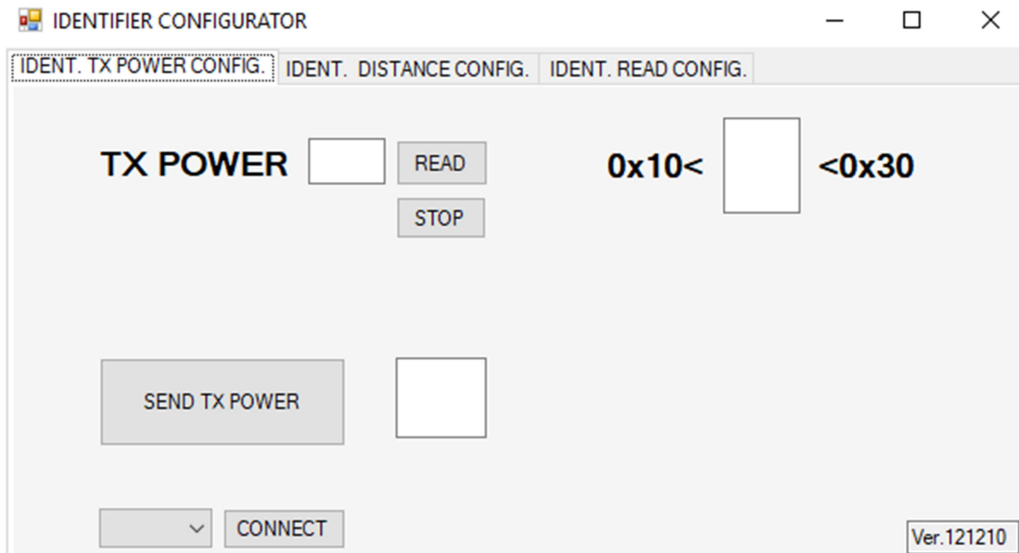 IDENTIFIER CONFIGURATOR
IDENT. TX POWER CONFIG. IDENT. DISTANCE CONFIG. IDENT. READ CONFIG.
TX POWER READ 0x10< <0x30
STOP
SEND TX POWER
CONNECT
Ver.121210